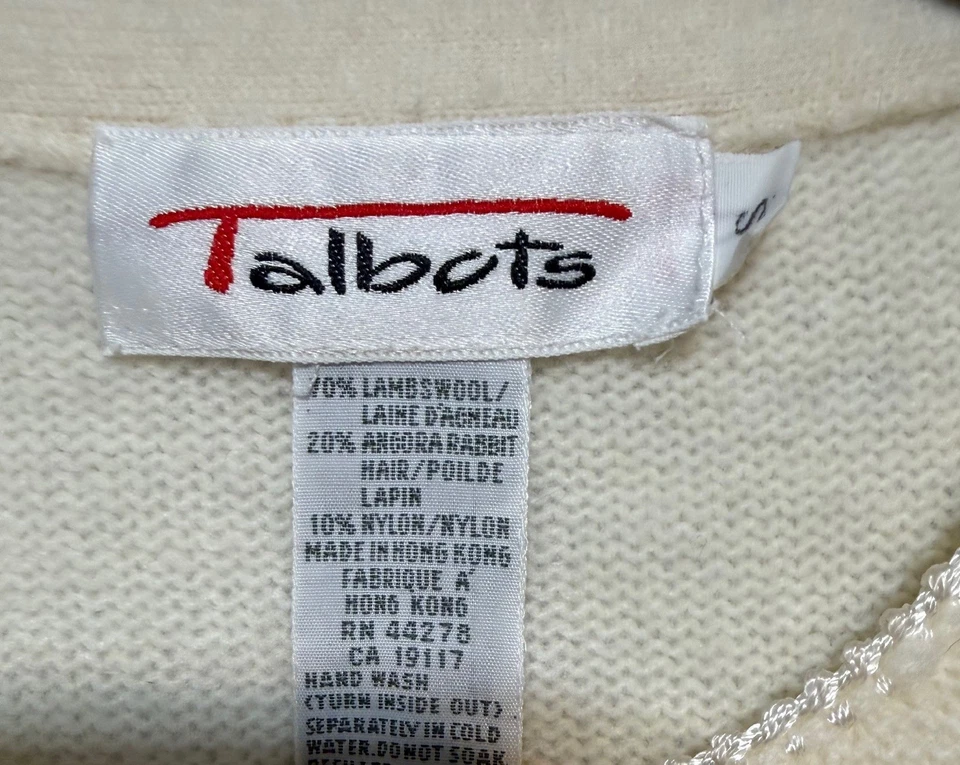 Talbots
S
70% LAMBSWOOL/
LAINE D'AGNEAU
20% ANGORA RABBIT
HAIR/POILDE
LAPIN
10% NYLON/NYLON
MADE IN HONG KONG
FABRIQUE A'
HONG KONG
RN 44278
CA 19117
HAND WASH
(TURN INSIDE OUT)
SEPARATELY IN COLD
WATER. DO NOT SOAK